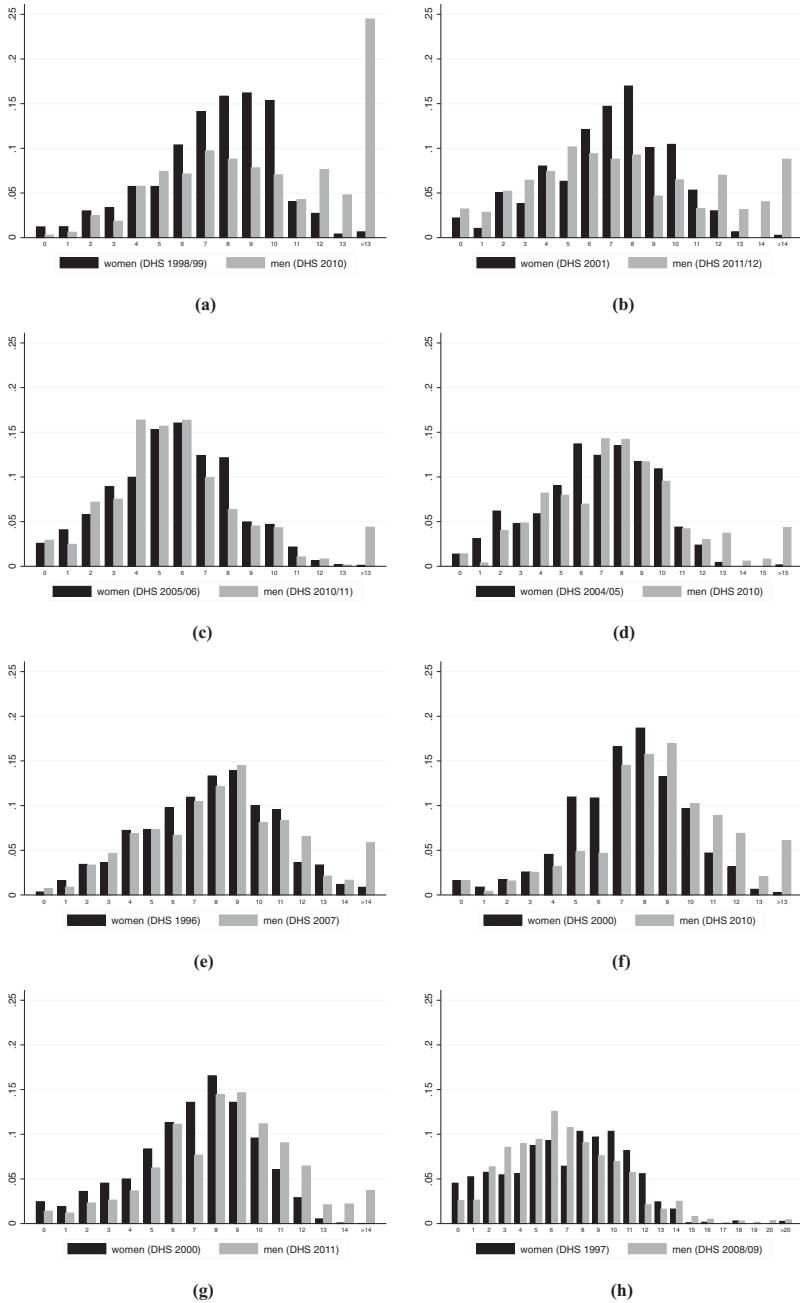 .25 .25
.2 .2
.15 .15
.1 .1
.05 .05
0 0
0 1 2 3 4 5 6 7 8 9 10 11 12 13 >13 0 1 2 3 4 5 6 7 8 9 10 11 12 13 14 >14
women (DHS 1998/99) men (DHS 2010) women (DHS 2001) men (DHS 2011/12)
(a) (b)
.25 .25
.2 .2
.15 .15
.1 .1
.05 .05
0 0
0 1 2 3 4 5 6 7 8 9 10 11 12 13 >13 0 1 2 3 4 5 6 7 8 9 10 11 12 13 14 15 >15
women (DHS 2005/06) men (DHS 2010/11) women (DHS 2004/05) men (DHS 2010)
(c) (d)
.25 .25
.2 .2
.15 .15
.1 .1
.05 .05
0 0
0 1 2 3 4 5 6 7 8 9 10 11 12 13 14 >14 0 1 2 3 4 5 6 7 8 9 10 11 12 13 >13
women (DHS 1996) men (DHS 2007) women (DHS 2000) men (DHS 2010)
(e) (f)
.25 .25
.2 .2
.15 .15
.1 .1
.05 .05
0 0
0 1 2 3 4 5 6 7 8 9 10 11 12 13 14 >14 0 1 2 3 4 5 6 7 8 9 10 11 12 13 14 15 16 17 18 19 20 >20
women (DHS 2000) men (DHS 2011) women (DHS 1997) men (DHS 2008/09)
(g) (h)